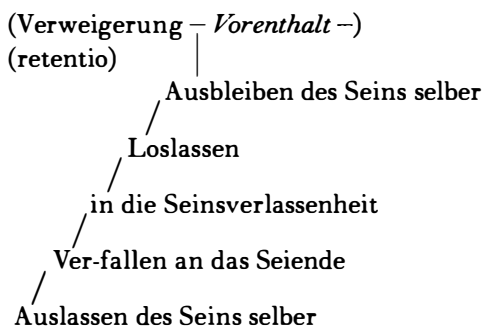 (Verweigerung – Vorenthalt –)
(retentio)
Ausbleiben des Seins selber
Loslassen
in die Seinsverlassenheit
Ver-fallen an das Seiende
Auslassen des Seins selber